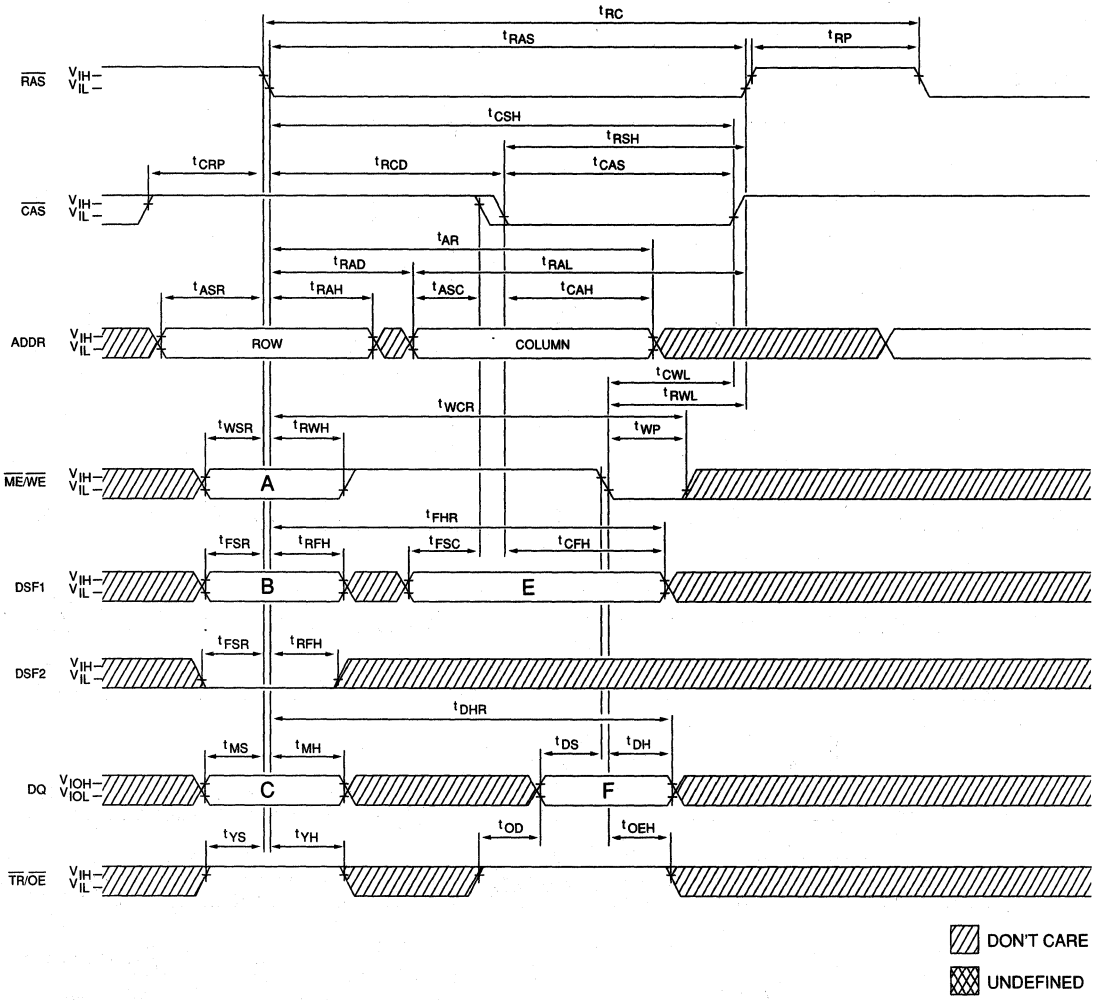 tRC
tRAS
tRP
RAS VIH VIL
tCSH
tRSH
tCRP
tRCD
tCAS
CAS VIH VIL
tAR
tRAD
tRAL
tASR
tRAH
tASC
tCAH
ADDR VIH VIL ROW COLUMN
tCWL
tRWL
tWCR
tWSR
tRWH
tWP
ME/WE VIH VIL A
tFHR
tFSR
tRFH
tFSC
tCFH
DSF1 VIH VIL B E
tFSR
tRFH
DSF2 VIH VIL
tDHR
tMS
tMH
tDS
tDH
DQ VIOH VIOL C F
tYS
tYH
tOD
tOEH
TR/OE VIH VIL
DON'T CARE
UNDEFINED